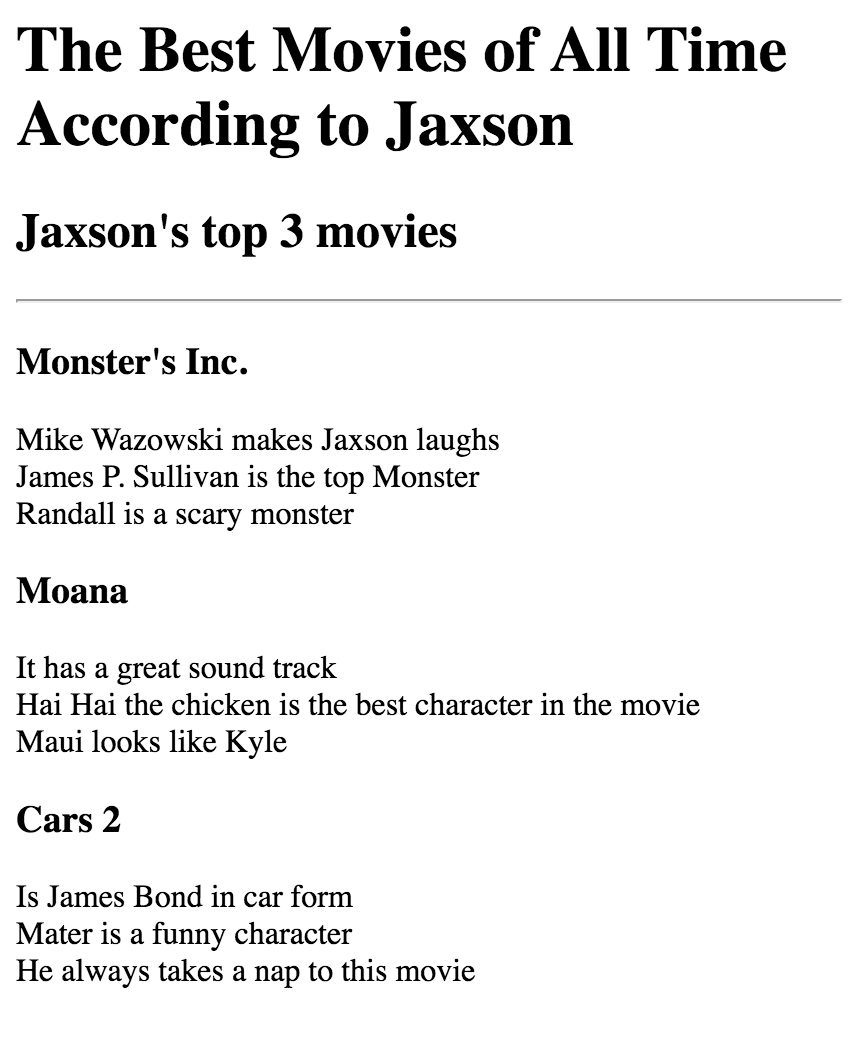 The Best Movies of All Time
According to Jaxson
Jaxson's top 3 movies
Monster's Inc.
Mike Wazowski makes Jaxson laughs
James P. Sullivan is the top Monster
Randall is a scary monster
Moana
It has a great sound track
Hai Hai the chicken is the best character in the movie
Maui looks like Kyle
Cars 2
Is James Bond in car form
Mater is a funny character
He always takes a nap to this movie